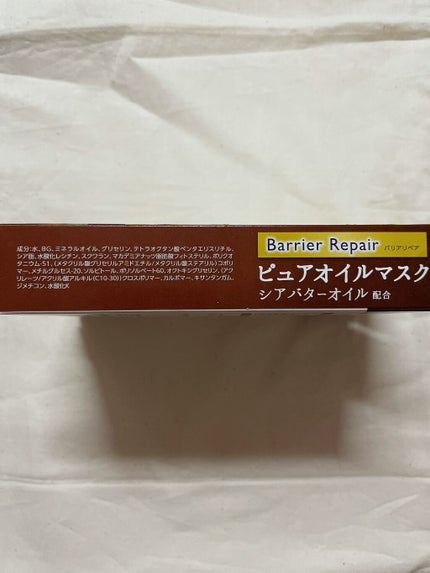 成分:水、BG、ミネラルオイル、グリセリン、テトラオクタン酸ペンタエリスリチル、
シア脂、水酸化レシチン、スクワラン、マカデミアナッツ脂肪酸フィトステリル、ポリクオ
タニウム-51、(メタクリル酸グリセリルアミドエチル/メタクリル酸ステアリル)コポリ
マー、メチルグルセス-20、ソルビトール、ポリソルベート60、オクトキシグリセリン、(アク
リレーツ/アクリル酸アルキル(C10-30))クロスポリマー、カルボマー、キサンタンガム、
ジメチコン、水酸化K
Barrier Repair バリアリペア
ピュアオイルマスク
シアバターオイル 配合